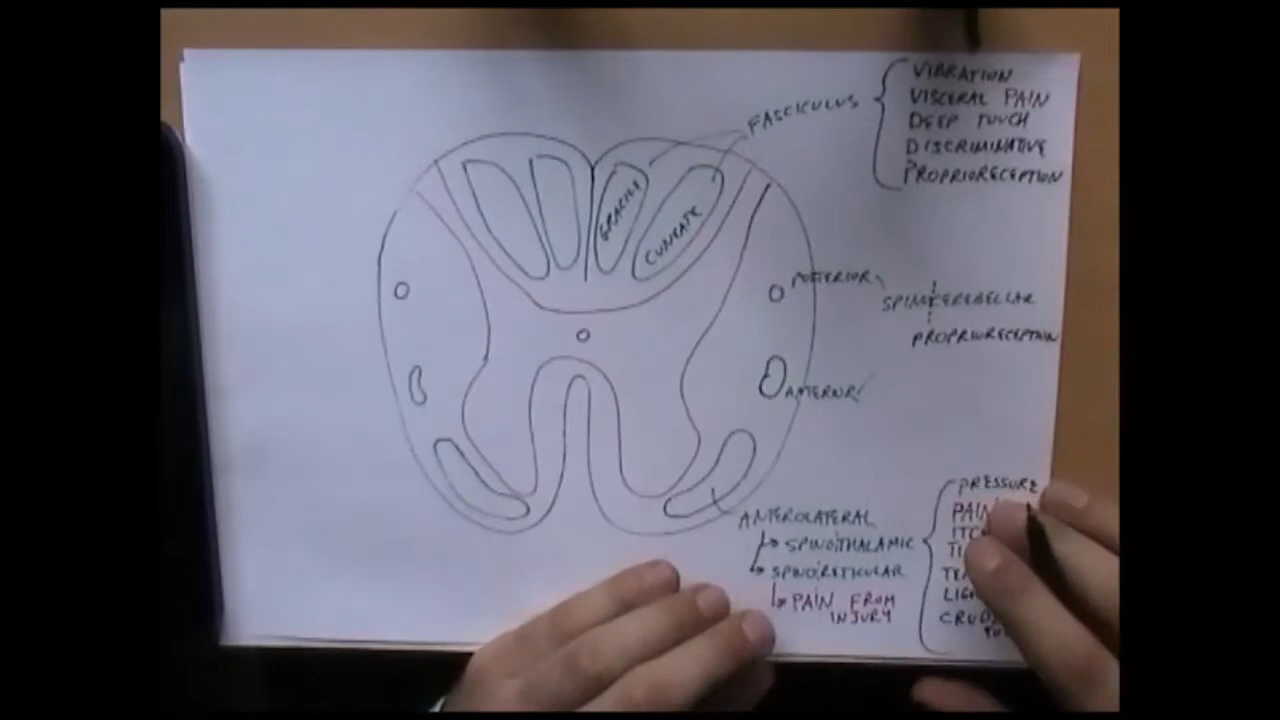 FASCICULUS
VIBRATION
VISCERAL PAIN
DEEP TOUCH
DISCRIMINATIVE
PROPRIORECEPTION
GRACILE
CUNEATE
POSTERIOR
SPINOCEREBELLAR
PROPRIORECEPTION
ANTERIOR
ANTEROLATERAL
SPINOTHALAMIC
SPINORETICULAR
PAIN FROM
INJURY
PRESSURE
PAIN